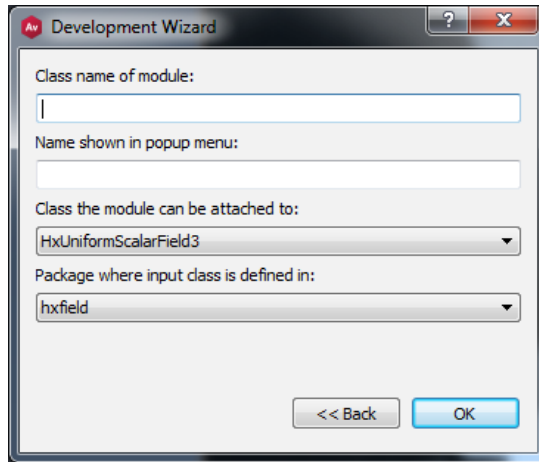 Av Development Wizard ? X
Class name of module:
Name shown in popup menu:
Class the module can be attached to:
HxUniformScalarField3
Package where input class is defined in:
hxfield
<< Back OK